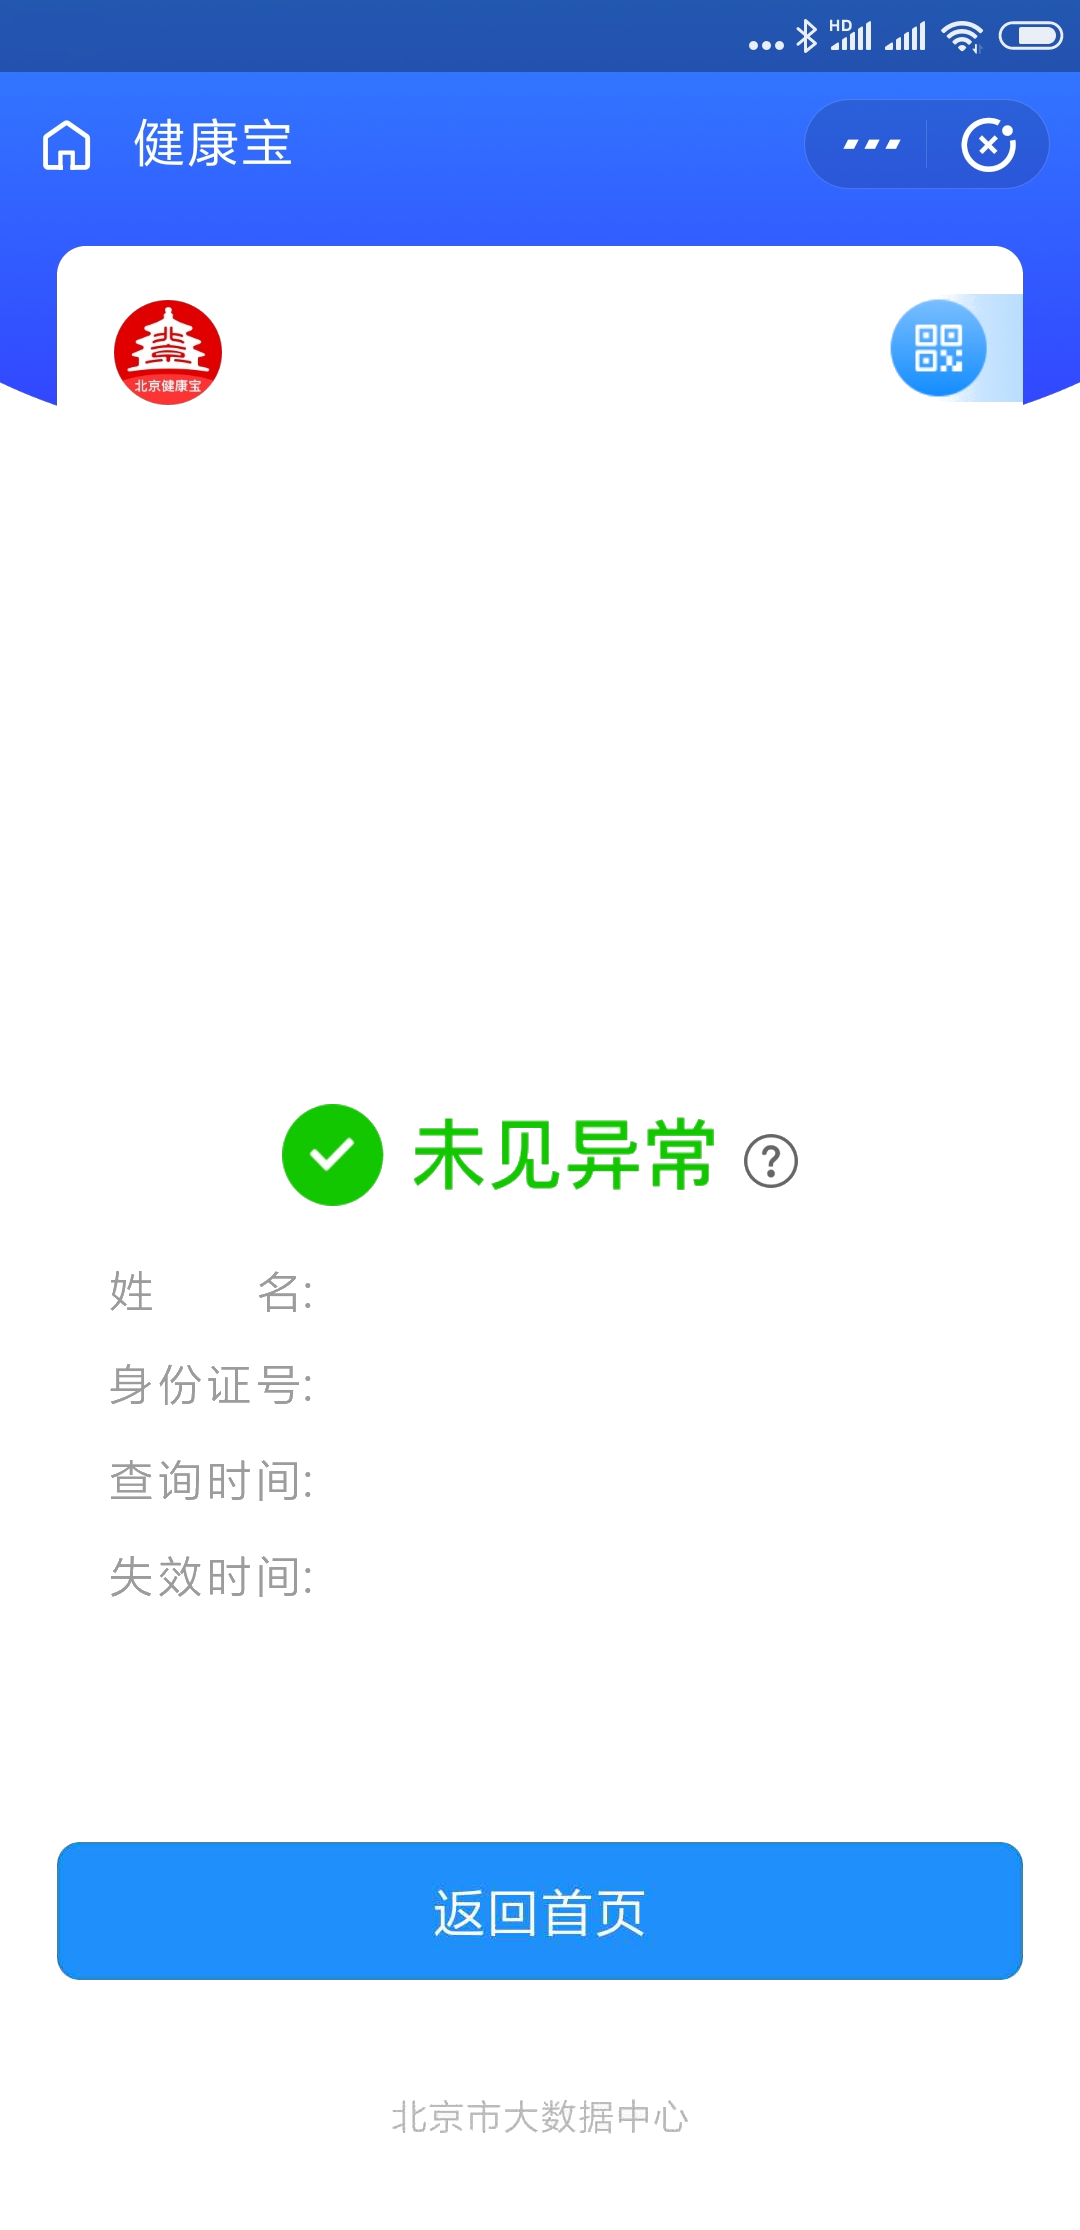 HD
健康宝
北京健康宝
未见异常
姓 名:
身份证号:
查询时间:
失效时间:
返回首页
北京市大数据中心